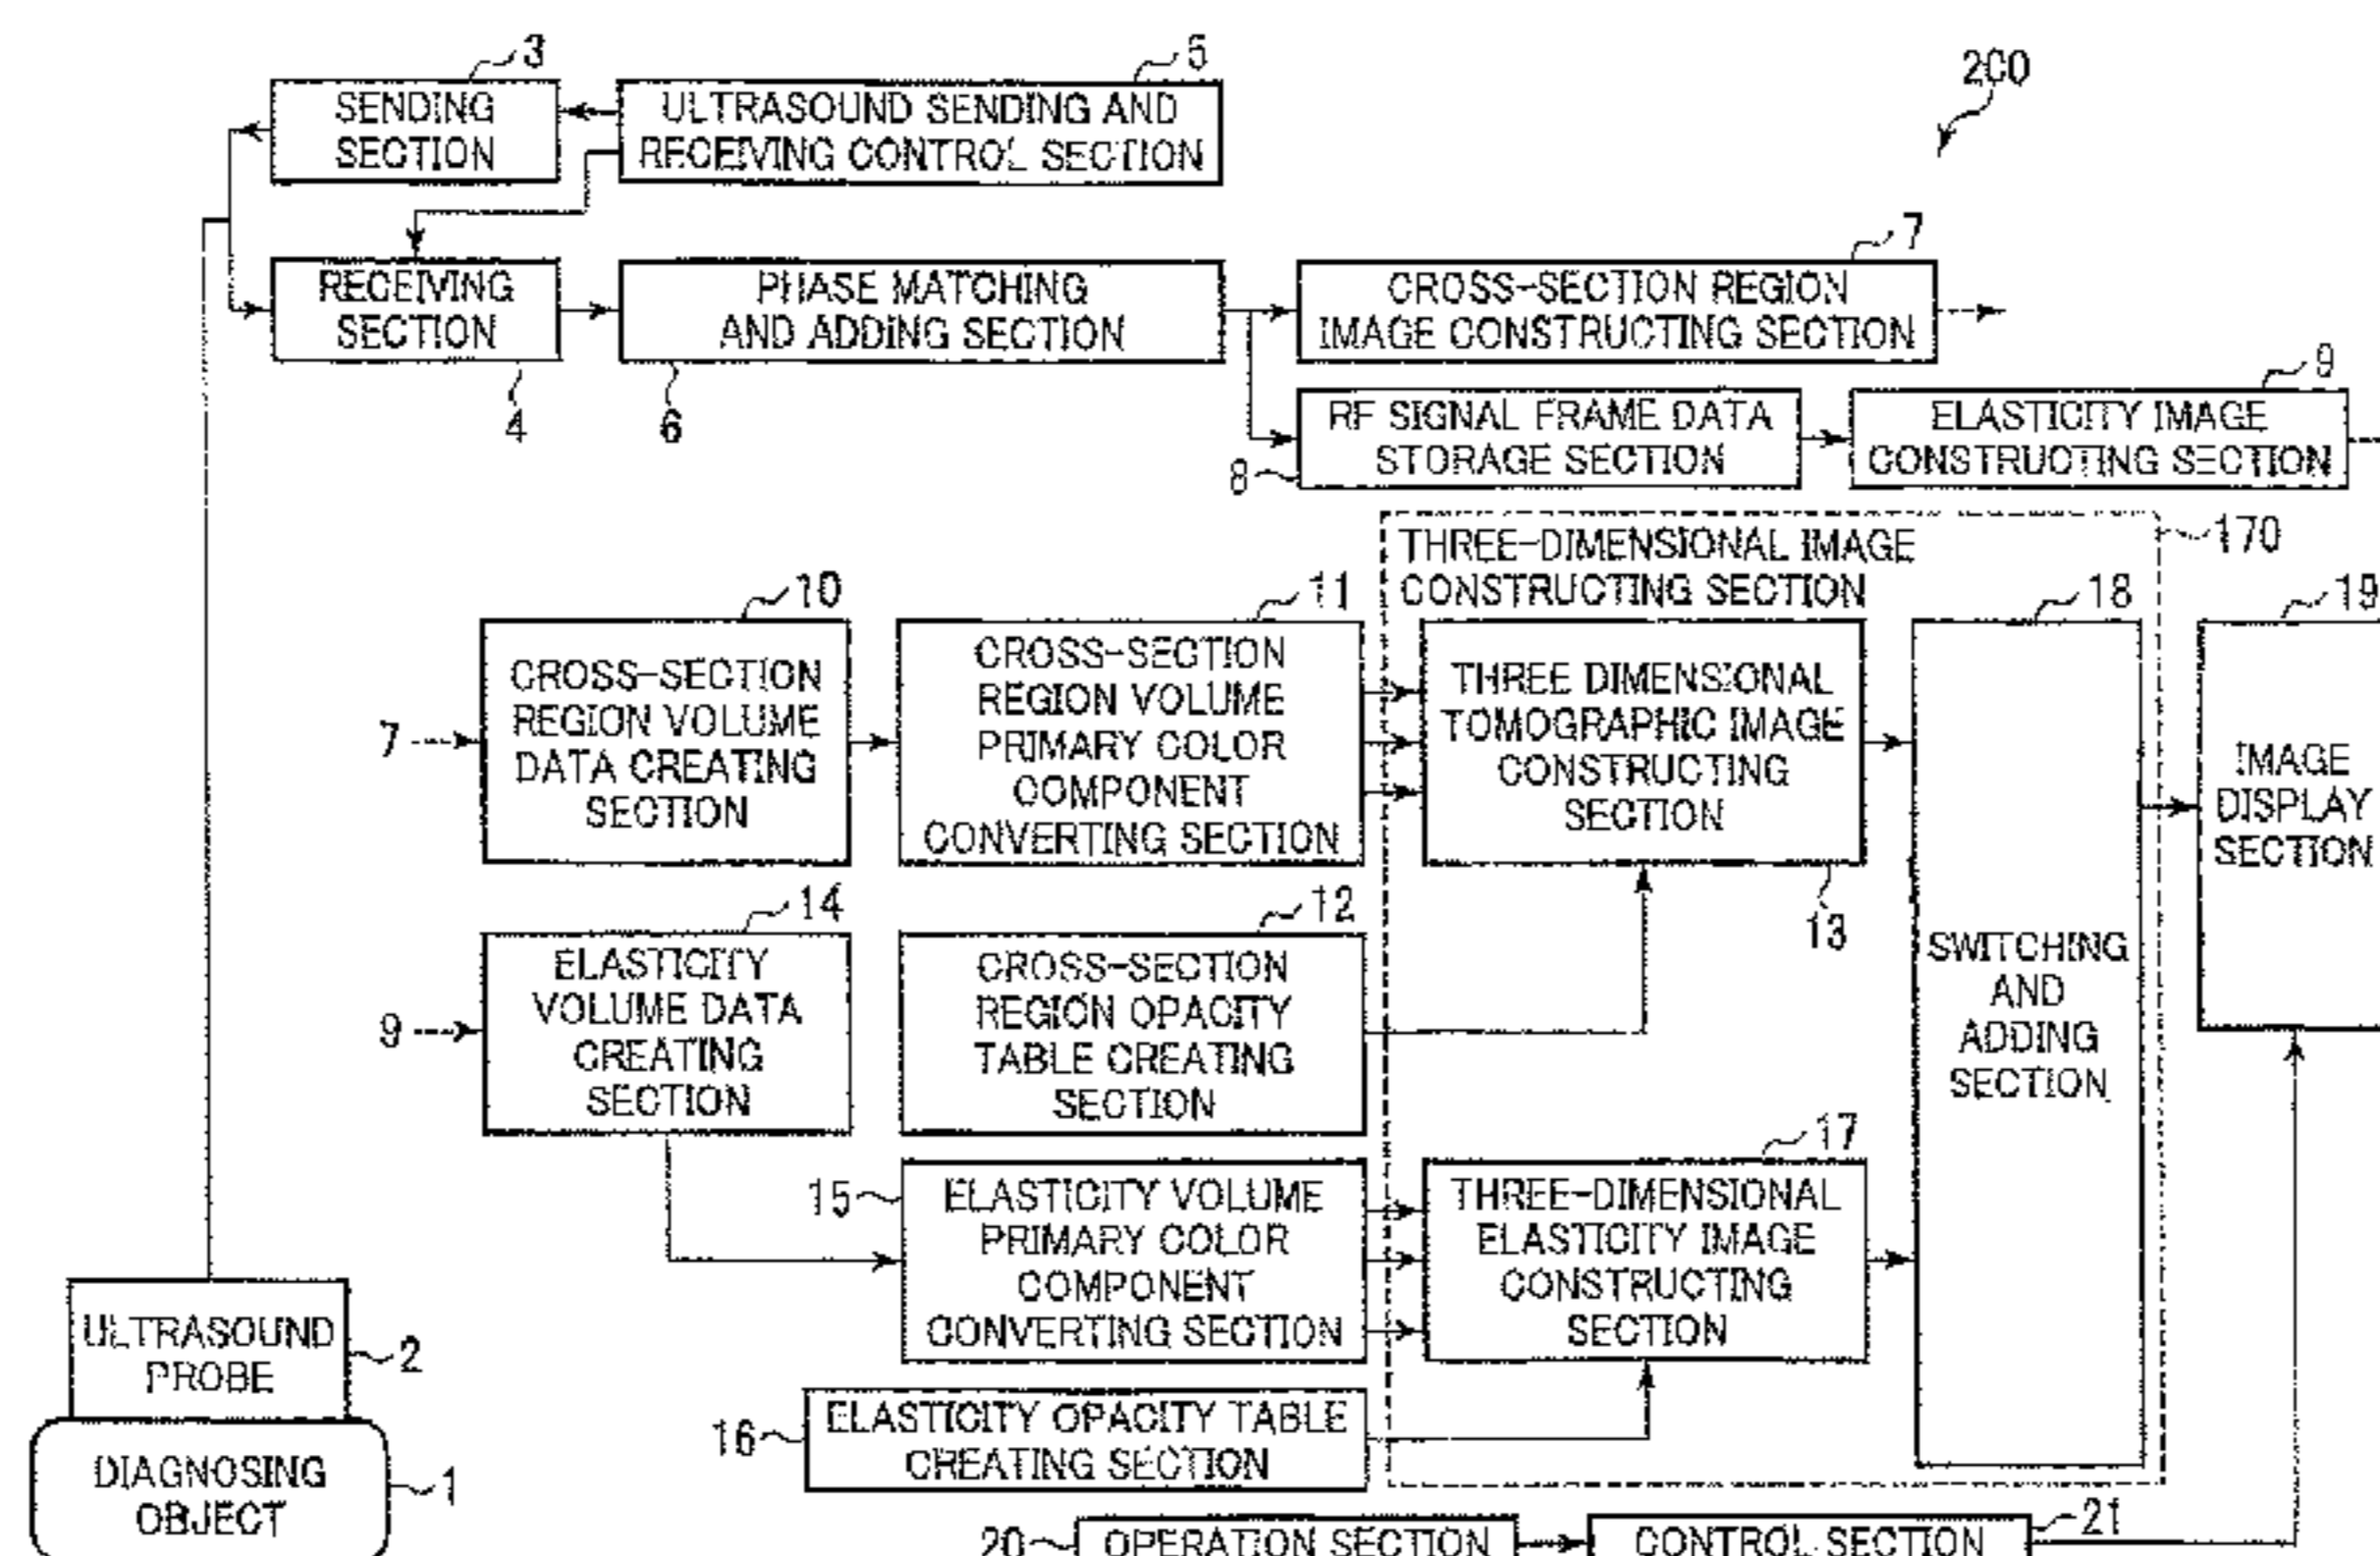 3
5
200
SENDING
SECTION
ULTRASOUND SENDING AND
RECEIVING CONTROL SECTION
7
RECEIVING
SECTION
PHASE MATCHING
AND ADDING SECTION
CROSS-SECTION REGION
IMAGE CONSTRUCTING SECTION
4
6
9
RF SIGNAL FRAME DATA
STORAGE SECTION
8
ELASTICITY IMAGE
CONSTRUCTING SECTION
THREE-DIMENSIONAL IMAGE
CONSTRUCTING SECTION
170
10
11
18
19
7
CROSS-SECTION
REGION VOLUME
DATA CREATING
SECTION
CROSS-SECTION
REGION VOLUME
PRIMARY COLOR
COMPONENT
CONVERTING SECTION
THREE DIMENSIONAL
TOMOGRAPHIC IMAGE
CONSTRUCTING
SECTION
13
IMAGE
DISPLAY
SECTION
14
12
9
ELASTICITY
VOLUME DATA
CREATING
SECTION
CROSS-SECTION
REGION OPACITY
TABLE CREATING
SECTION
SWITCHING
AND
ADDING
SECTION
17
15
ELASTICITY VOLUME
PRIMARY COLOR
COMPONENT
CONVERTING SECTION
THREE-DIMENSIONAL
ELASTICITY IMAGE
CONSTRUCTING
SECTION
ULTRASOUND
PROBE
2
16
ELASTICITY OPACITY TABLE
CREATING SECTION
DIAGNOSING
OBJECT
1
20
OPERATION SECTION
CONTROL SECTION
21